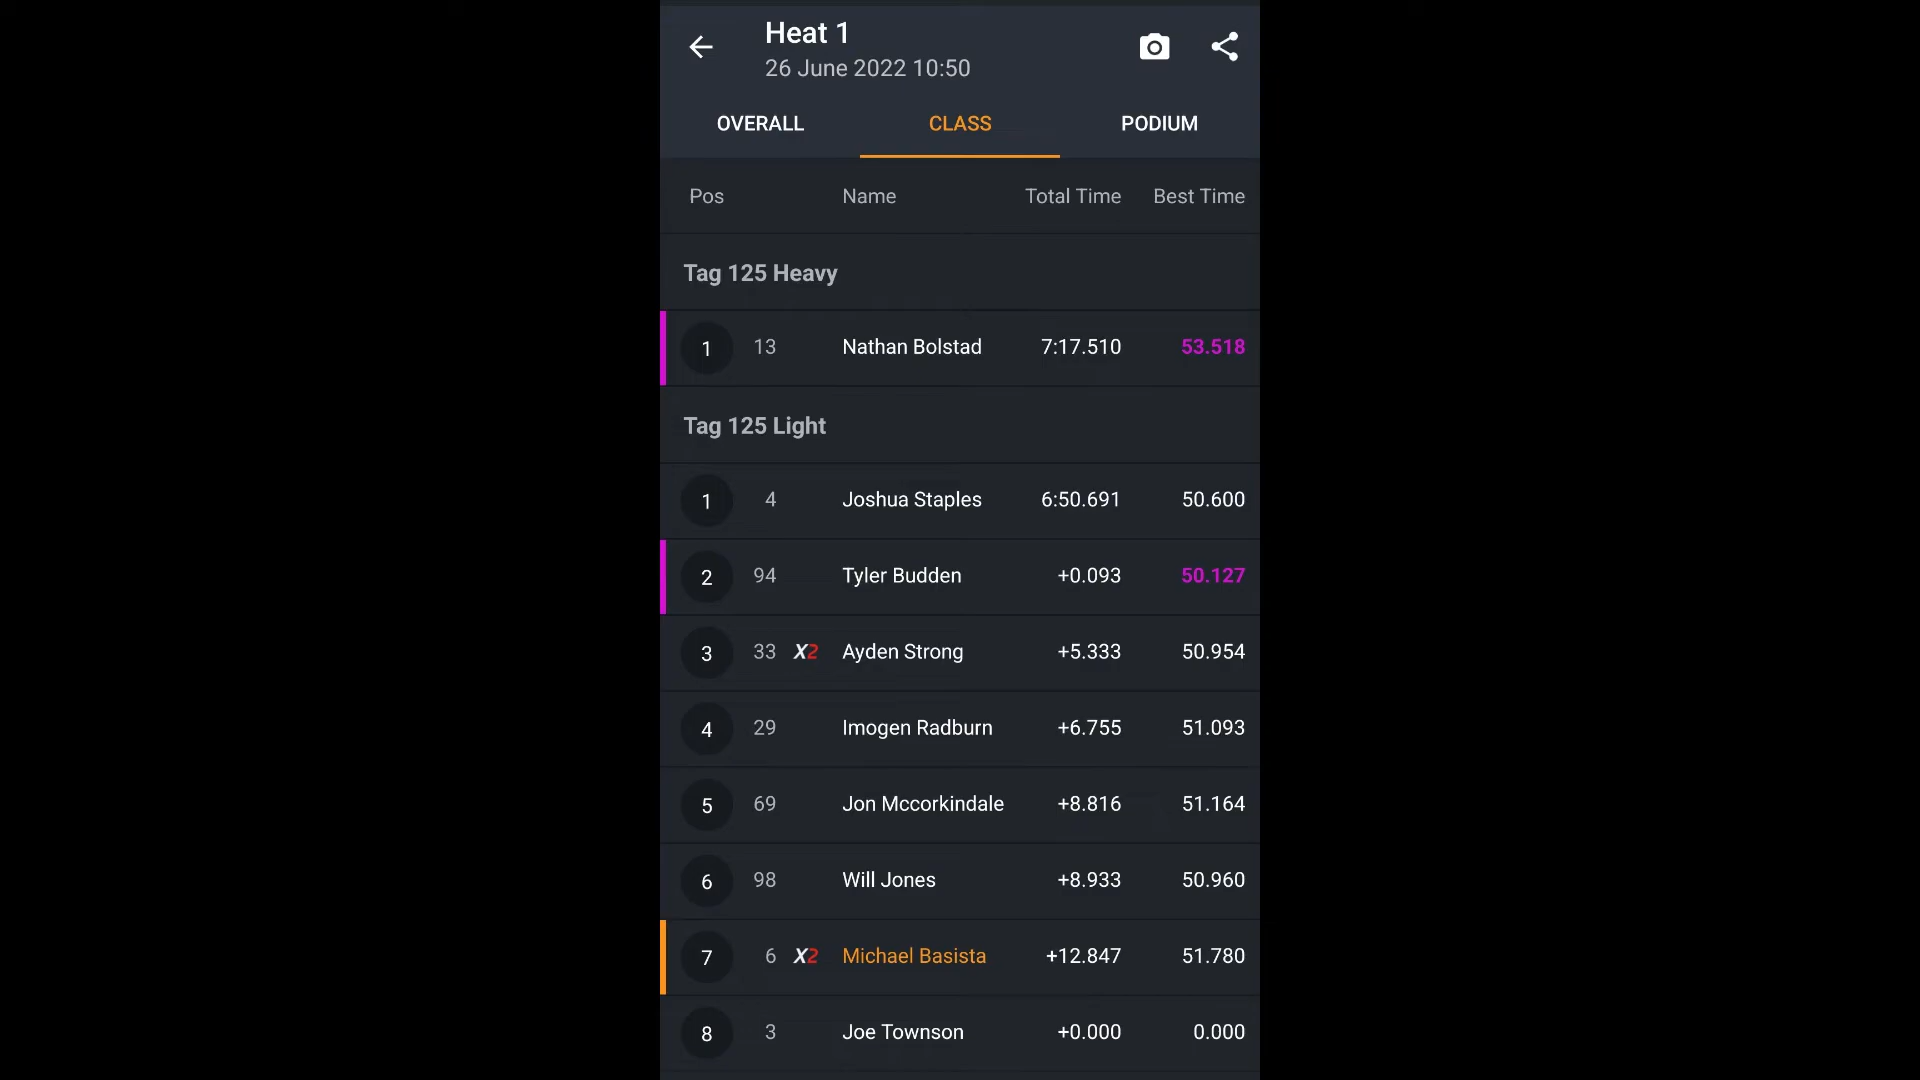 Heat 1
26 June 2022 10:50
OVERALL CLASS PODIUM
Pos Name Total Time Best Time
Tag 125 Heavy
1 13 Nathan Bolstad 7:17.510 53.518
Tag 125 Light
1 4 Joshua Staples 6:50.691 50.600
2 94 Tyler Budden +0.093 50.127
3 33 X2 Ayden Strong +5.333 50.954
4 29 Imogen Radburn +6.755 51.093
5 69 Jon Mccorkindale +8.816 51.164
6 98 Will Jones +8.933 50.960
7 6 X2 Michael Basista +12.847 51.780
8 3 Joe Townson +0.000 0.000